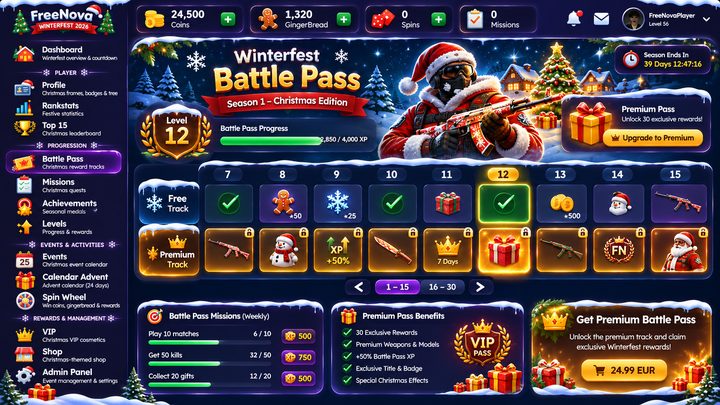 FreeNova
WINTERFEST 2026
24,500
Coins
1,320
GingerBread
0
Spins
0
Missions
FreeNovaPlayer
Level 56
Dashboard
Winterfest overview & countdown
PLAYER
Profile
Christmas frames, badges & tree
Rankstats
Festive statistics
Top 15
Christmas leaderboard
PROGRESSION
Battle Pass
Christmas reward tracks
Missions
Christmas quests
Achievements
Seasonal medals
Levels
Progress & rewards
EVENTS & ACTIVITIES
Events
Christmas event calendar
25
Calendar Advent
Advent calendar (24 days)
Spin Wheel
Win coins, gingerbread & rewards
REWARDS & MANAGEMENT
VIP
Christmas VIP cosmetics
Shop
Christmas-themed shop
Admin Panel
Event management & settings
Winterfest
Battle Pass
Season 1 – Christmas Edition
Level
12
Battle Pass Progress
2,850 / 4,000 XP
Season Ends In
39 Days 12:47:16
Premium Pass
Unlock 30 exclusive rewards!
Upgrade to Premium
7
8
9
10
11
12
13
14
15
Free
Track
×50
×25
×500
Premium
Track
XP
+50%
7 Days
FN
1 – 15
16 – 30
Battle Pass Missions (Weekly)
Play 10 matches
6 / 10
XP 500
Get 50 kills
32 / 50
XP 750
Collect 20 gifts
12 / 20
XP 500
Premium Pass Benefits
30 Exclusive Rewards
Premium Weapons & Models
+50% Battle Pass XP
Exclusive Title & Badge
Special Christmas Effects
VIP
PASS
Get Premium Battle Pass
Unlock the premium track and claim
exclusive Winterfest rewards!
24.99 EUR